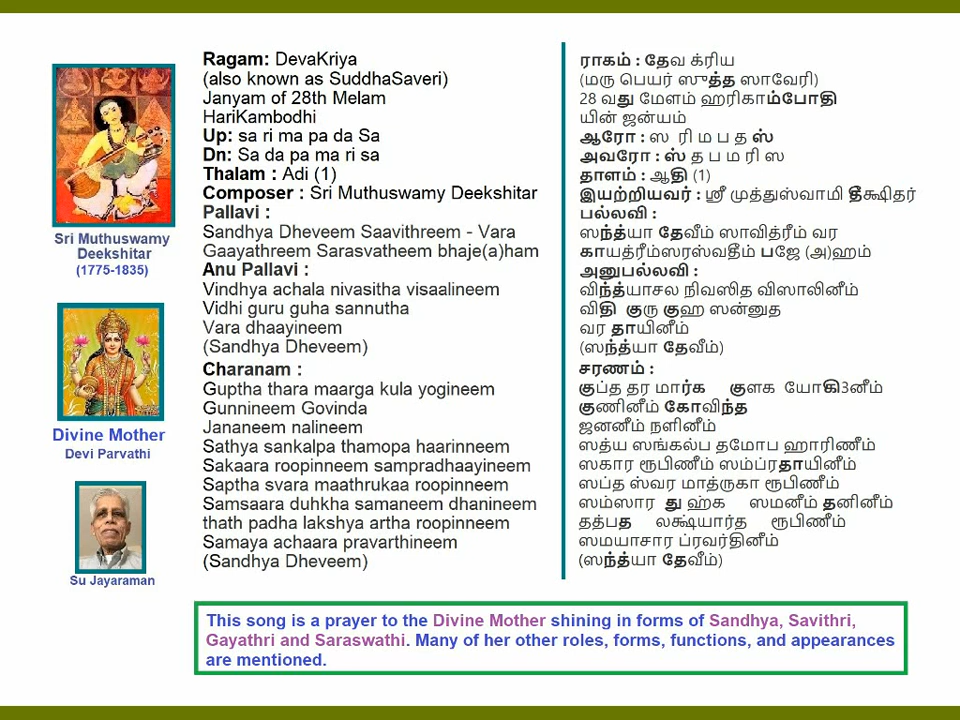 Sri Muthuswamy
Deekshitar
(1775-1835)
Divine Mother
Devi Parvathi
Su Jayaraman
Ragam: DevaKriya
(also known as SuddhaSaveri)
Janyam of 28th Melam
HariKambodhi
Up: sa ri ma pa da Sa
Dn: Sa da pa ma ri sa
Thalam : Adi (1)
Composer : Sri Muthuswamy Deekshitar
Pallavi :
Sandhya Dheveem Saavithreem - Vara
Gaayathreem Sarasvatheem bhaje(a)ham
Anu Pallavi :
Vindhya achala nivasitha visaalineem
Vidhi guru guha sannutha
Vara dhaayineem
(Sandhya Dheveem)
Charanam :
Guptha thara maarga kula yogineem
Gunnineem Govinda
Jananeem nalineem
Sathya sankalpa thamopa haarinneem
Sakaara roopinneem sampradhaayineem
Saptha svara maathrukaa roopinneem
Samsaara duhkha samaneem dhanineem
thath padha lakshya artha roopinneem
Samaya achaara pravarthineem
(Sandhya Dheveem)
ராகம் : தேவ க்ரிய
(மரு பெயர் ஸுத்த ஸாவேரி)
28 வது மேளம் ஹரிகாம்போதி
யின் ஜன்யம்
ஆரோ : ஸ ரி ம ப த ஸ்
அவரோ : ஸ் த ப ம ரி ஸ
தாளம் : ஆதி (1)
இயற்றியவர் : ஸ்ரீ முத்துஸ்வாமி தீக்ஷிதர்
பல்லவி :
ஸந்த்யா தேவீம் ஸாவித்ரீம் வர
காயத்ரீம்ஸரஸ்வதீம் பஜே (அ)ஹம்
அனுபல்லவி :
விந்த்யாசல நிவஸித விஸாலினீம்
விதி குரு குஹ ஸன்னுத
வர தாயினீம்
(ஸந்த்யா தேவீம்)
சரணம் :
குப்த தர மார்க குளக யோகி3னீம்
குணினீம் கோவிந்த
ஜனனீம் நளினீம்
ஸத்ய ஸங்கல்ப தமோப ஹாரிணீம்
ஸகார ரூபிணீம் ஸம்ப்ரதாயினீம்
ஸப்த ஸ்வர மாத்ருகா ரூபிணீம்
ஸம்ஸார து ஹ்க ஸமனீம் தனினீம்
தத்பத லக்ஷ்யார்த ரூபிணீம்
ஸமயாசார ப்ரவர்தினீம்
(ஸந்த்யா தேவீம்)
This song is a prayer to the Divine Mother shining in forms of Sandhya, Savithri,
Gayathri and Saraswathi. Many of her other roles, forms, functions, and appearances
are mentioned.